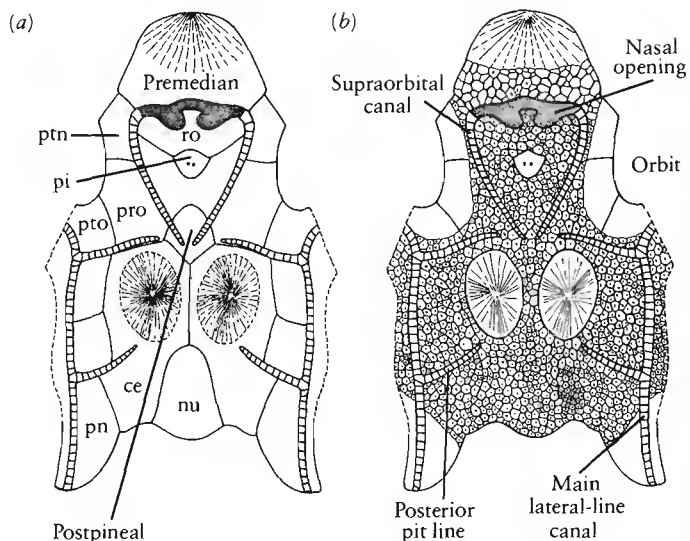 (a)
Premedian
ptn
ro
pi
pto
pro
ce
nu
pn
Postpineal
(b)
Nasal
opening
Supraorbital
canal
Orbit
Posterior
pit line
Main
lateral-line
canal